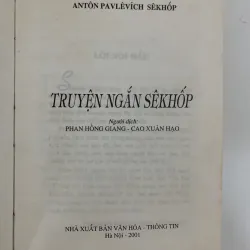 ANTÔN PAVLÊVÍCH SÊKHỐP
TRUYỆN NGẮN SÊKHỐP
Người dịch:
PHAN HỒNG GIANG - CAO XUÂN HẠO
NHÀ XUẤT BẢN VĂN HÓA - THÔNG TIN
Hà Nội - 2001